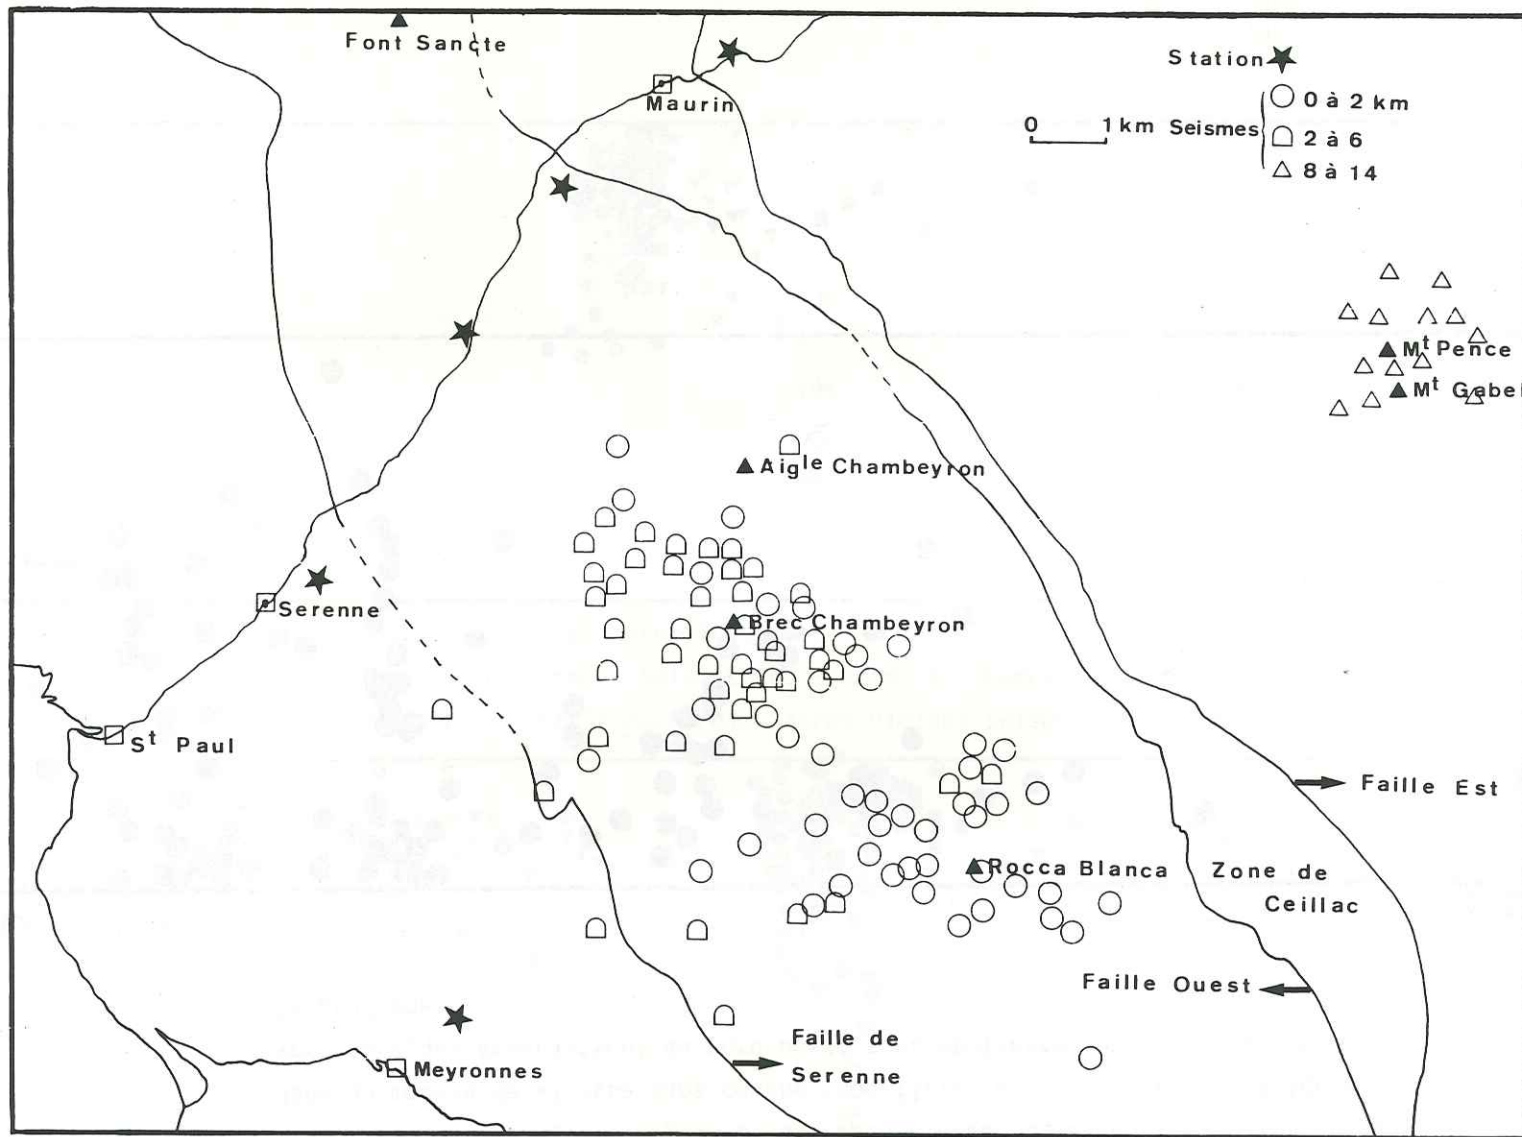 Font Sancte
Maurin
Station
0 à 2 km
0 1 km Seismes
2 à 6
8 à 14
Mt Pence
Mt Gabel
Aigle Chambeyron
Serenne
Brec Chambeyron
St Paul
Faille Est
Rocca Blanca
Zone de
Ceillac
Faille Ouest
Faille de
Serenne
Meyronnes